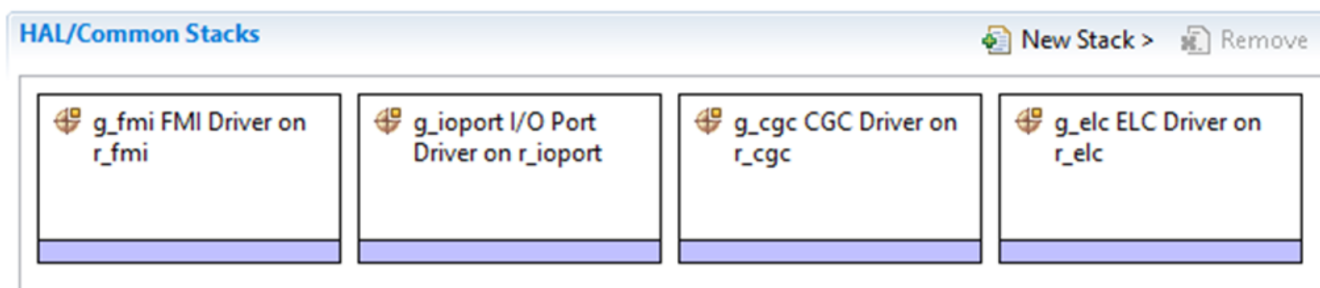 HAL/Common Stacks
New Stack > Remove
g_fmi FMI Driver on
r_fmi
g_ioport I/O Port
Driver on r_ioport
g_cgc CGC Driver on
r_cgc
g_elc ELC Driver on
r_elc